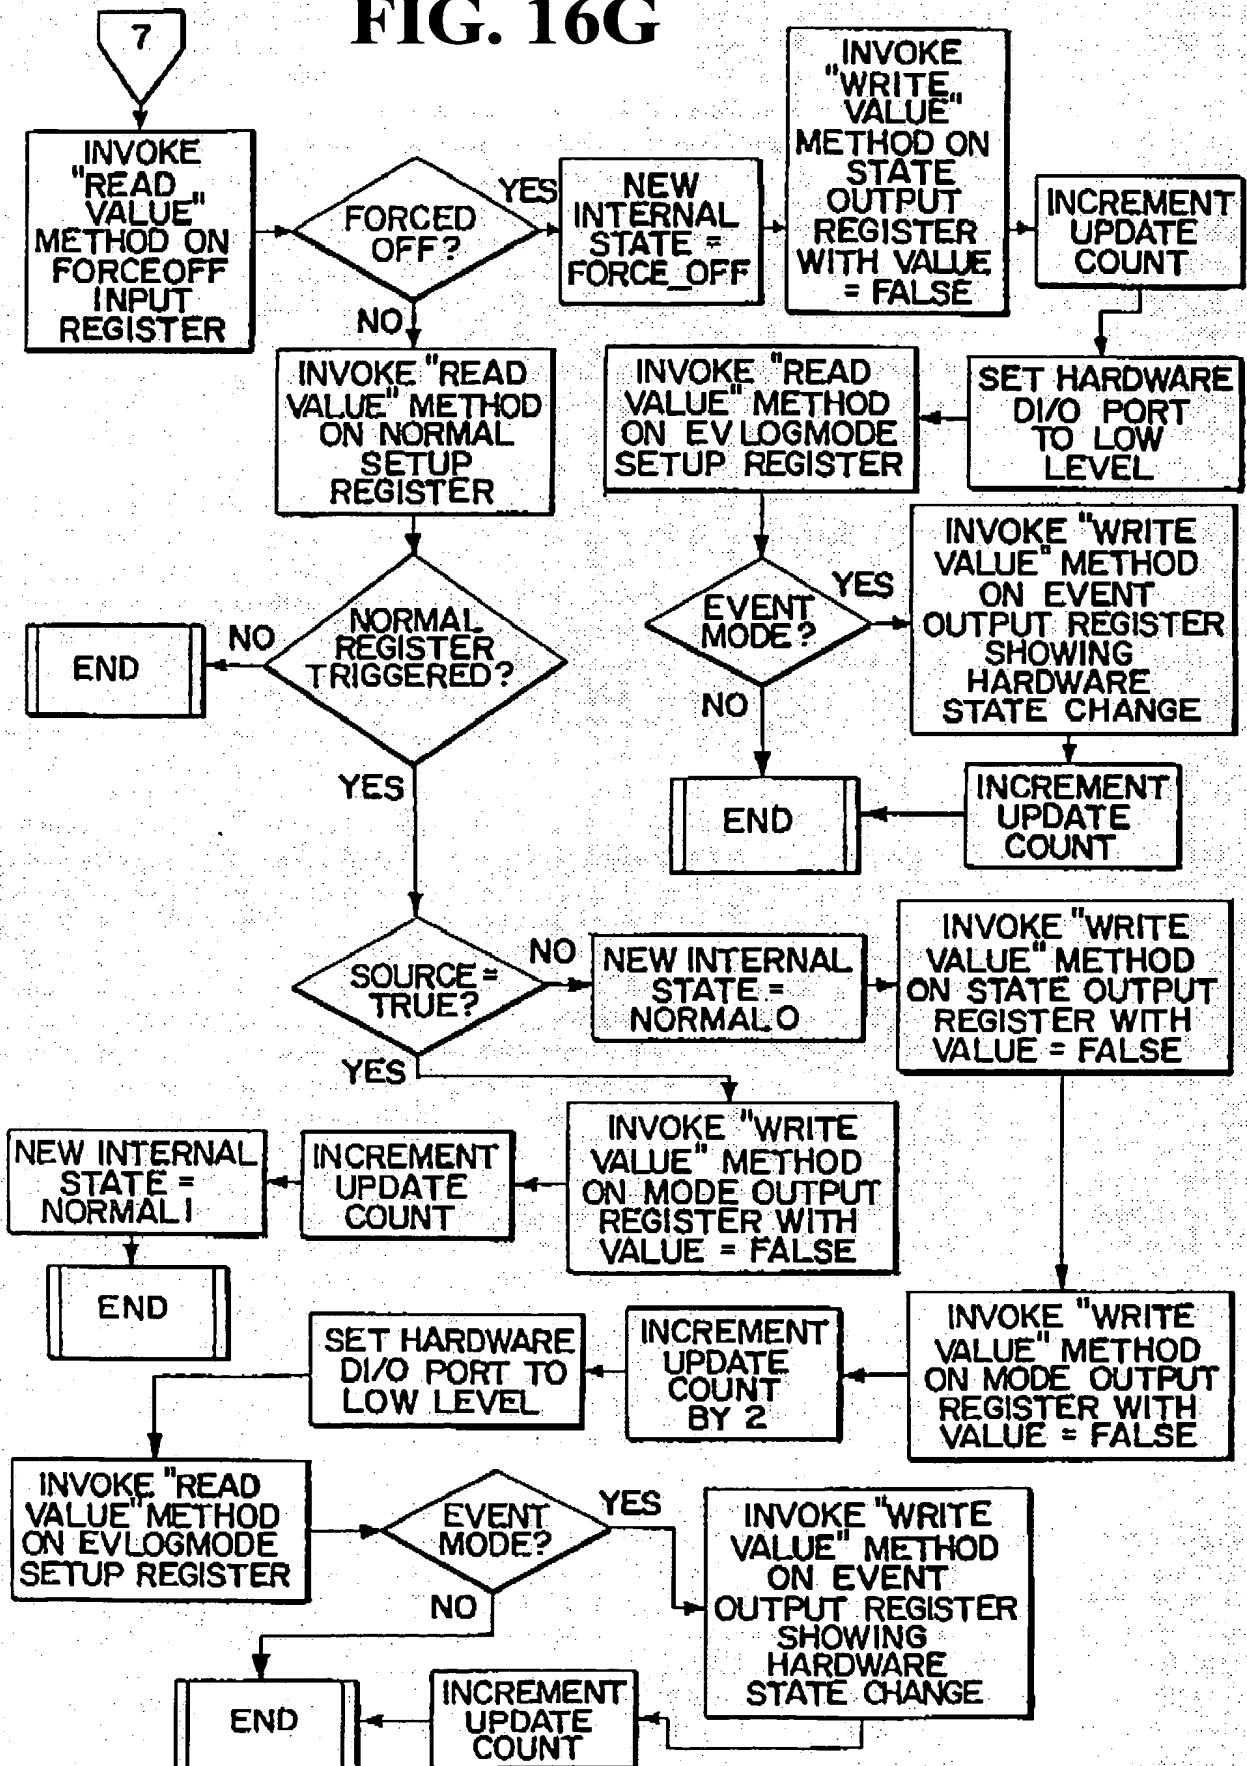 FIG. 16G
7
INVOKE
"READ
VALUE"
METHOD ON
FORCEOFF
INPUT
REGISTER
FORCED
OFF?
YES
NO
NEW
INTERNAL
STATE =
FORCE_OFF
INVOKE
"WRITE
VALUE"
METHOD ON
STATE
OUTPUT
REGISTER
WITH VALUE
= FALSE
INCREMENT
UPDATE
COUNT
SET HARDWARE
DI/O PORT
TO LOW
LEVEL
INVOKE "READ
VALUE" METHOD
ON EVLOGMODE
SETUP REGISTER
INVOKE "READ
VALUE" METHOD
ON NORMAL
SETUP
REGISTER
EVENT
MODE?
YES
NO
INVOKE "WRITE
VALUE" METHOD
ON EVENT
OUTPUT REGISTER
SHOWING
HARDWARE
STATE CHANGE
INCREMENT
UPDATE
COUNT
END
NORMAL
REGISTER
TRIGGERED?
NO
END
YES
SOURCE =
TRUE?
NO
YES
NEW INTERNAL
STATE =
NORMAL0
INVOKE "WRITE
VALUE" METHOD
ON STATE OUTPUT
REGISTER WITH
VALUE = FALSE
INVOKE "WRITE
VALUE" METHOD
ON MODE OUTPUT
REGISTER WITH
VALUE = FALSE
INCREMENT
UPDATE
COUNT
NEW INTERNAL
STATE =
NORMAL1
END
INVOKE "WRITE
VALUE" METHOD
ON MODE OUTPUT
REGISTER WITH
VALUE = FALSE
INCREMENT
UPDATE
COUNT
BY 2
SET HARDWARE
DI/O PORT TO
LOW LEVEL
INVOKE "READ
VALUE" METHOD
ON EVLOGMODE
SETUP REGISTER
EVENT
MODE?
YES
NO
INVOKE "WRITE
VALUE" METHOD
ON EVENT
OUTPUT REGISTER
SHOWING
HARDWARE
STATE CHANGE
INCREMENT
UPDATE
COUNT
END